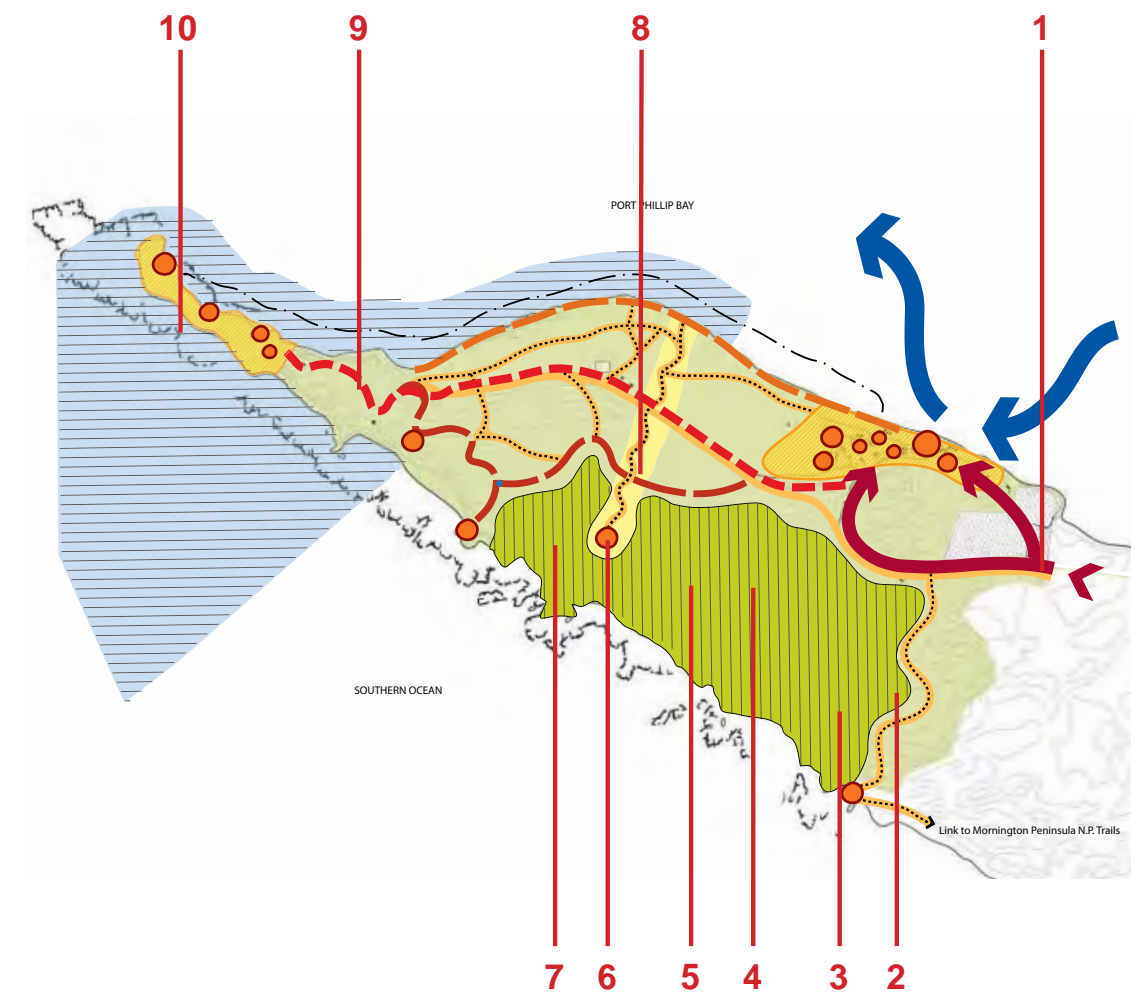 10 9 8 1
PORT PHILLIP BAY
SOUTHERN OCEAN
Link to Mornington Peninsula N.P. Trails
7 6 5 4 3 2